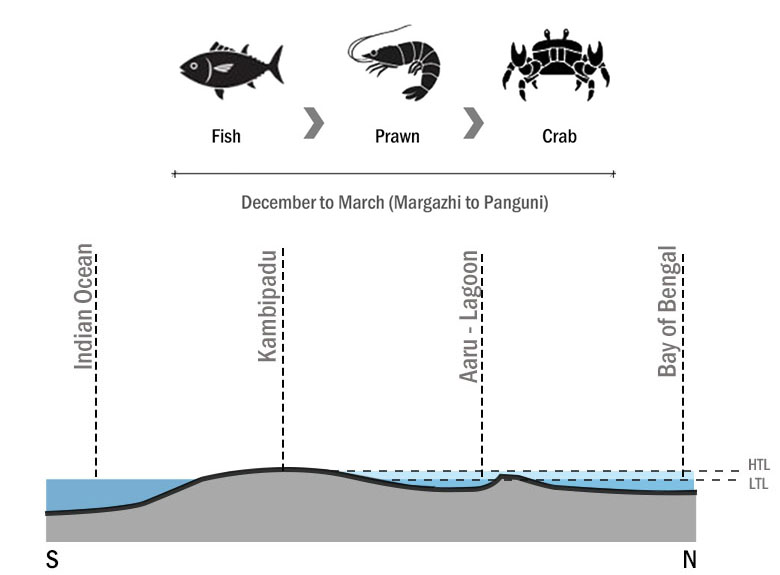 Fish
Prawn
Crab
December to March (Margazhi to Panguni)
Indian Ocean
Kambipadu
Aaru - Lagoon
Bay of Bengal
HTL
LTL
S
N